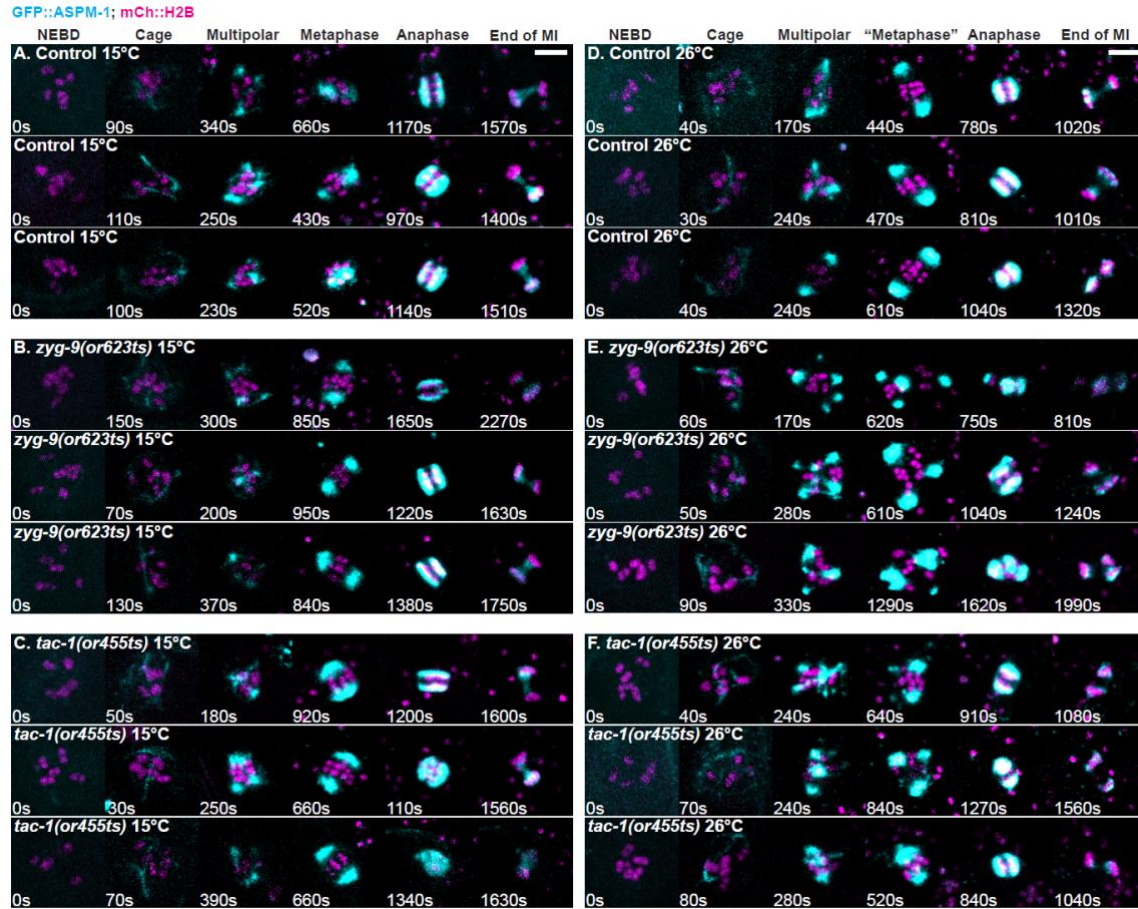 GFP::ASPM-1; mCh::H2B
NEBD Cage Multipolar Metaphase Anaphase End of MI
A. Control 15°C
0s 90s 340s 660s 1170s 1570s
Control 15°C
0s 110s 250s 430s 970s 1400s
Control 15°C
0s 100s 230s 520s 1140s 1510s
B. zyg-9(or623ts) 15°C
0s 150s 300s 850s 1650s 2270s
zyg-9(or623ts) 15°C
0s 70s 200s 950s 1220s 1630s
zyg-9(or623ts) 15°C
0s 130s 370s 840s 1380s 1750s
C. tac-1(or455ts) 15°C
0s 50s 180s 920s 1200s 1600s
tac-1(or455ts) 15°C
0s 30s 250s 660s 110s 1560s
tac-1(or455ts) 15°C
0s 70s 390s 660s 1340s 1630s
NEBD Cage Multipolar “Metaphase” Anaphase End of MI
D. Control 26°C
0s 40s 170s 440s 780s 1020s
Control 26°C
0s 30s 240s 470s 810s 1010s
Control 26°C
0s 40s 240s 610s 1040s 1320s
E. zyg-9(or623ts) 26°C
0s 60s 170s 620s 750s 810s
zyg-9(or623ts) 26°C
0s 50s 280s 610s 1040s 1240s
zyg-9(or623ts) 26°C
0s 90s 330s 1290s 1620s 1990s
F. tac-1(or455ts) 26°C
0s 40s 240s 640s 910s 1080s
tac-1(or455ts) 26°C
0s 70s 240s 840s 1270s 1560s
tac-1(or455ts) 26°C
0s 80s 280s 520s 840s 1040s